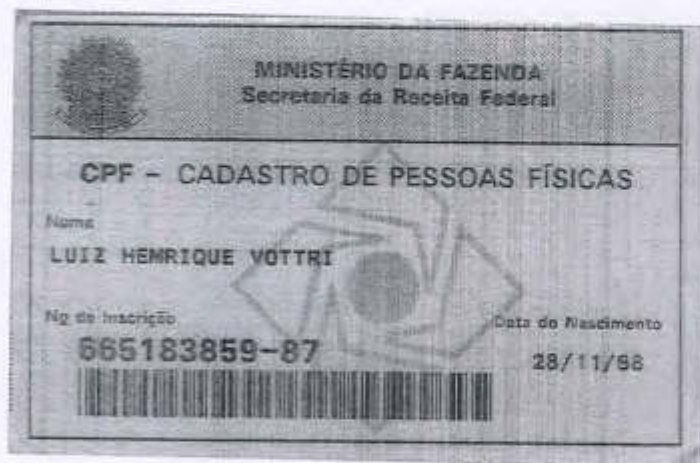 MINISTÉRIO DA FAZENDA
Secretaria da Receita Federal
CPF - CADASTRO DE PESSOAS FÍSICAS
Nome
LUIZ HENRIQUE VOTTRI
Nº de Inscrição
665183859-87
Data do Nascimento
28/11/98